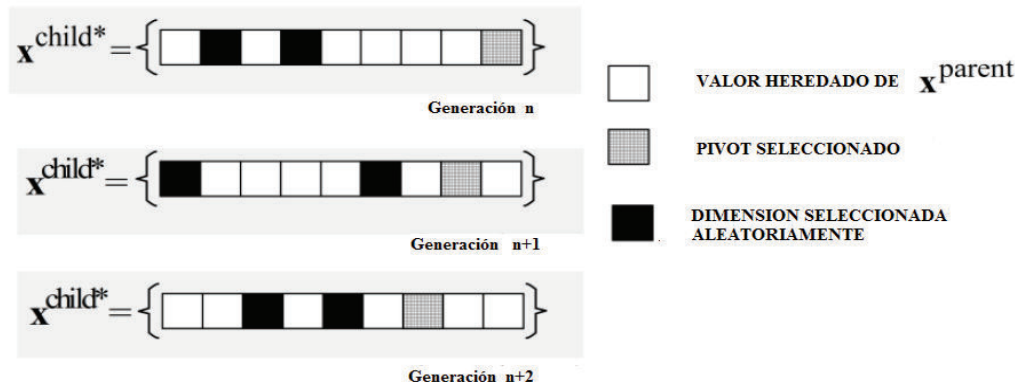 x^child* = { }
Generación n
x^child* = { }
Generación n+1
x^child* = { }
Generación n+2
VALOR HEREDADO DE x^parent
PIVOT SELECCIONADO
DIMENSION SELECCIONADA
ALEATORIAMENTE